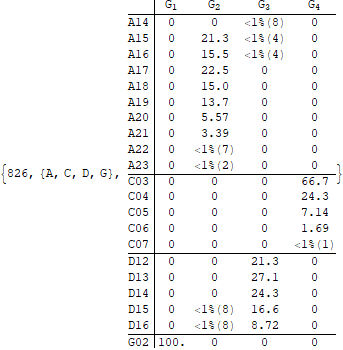 G1 G2 G3 G4
A14 0 0 <1%(8) 0
A15 0 21.3 <1%(4) 0
A16 0 15.5 <1%(4) 0
A17 0 22.5 0 0
A18 0 15.0 0 0
A19 0 13.7 0 0
A20 0 5.57 0 0
A21 0 3.39 0 0
A22 0 <1%(7) 0 0
A23 0 <1%(2) 0 0
{826, {A, C, D, G}, }
C03 0 0 0 66.7
C04 0 0 0 24.3
C05 0 0 0 7.14
C06 0 0 0 1.69
C07 0 0 0 <1%(1)
D12 0 0 21.3 0
D13 0 0 27.1 0
D14 0 0 24.3 0
D15 0 <1%(8) 16.6 0
D16 0 <1%(8) 8.72 0
G02 100. 0 0 0